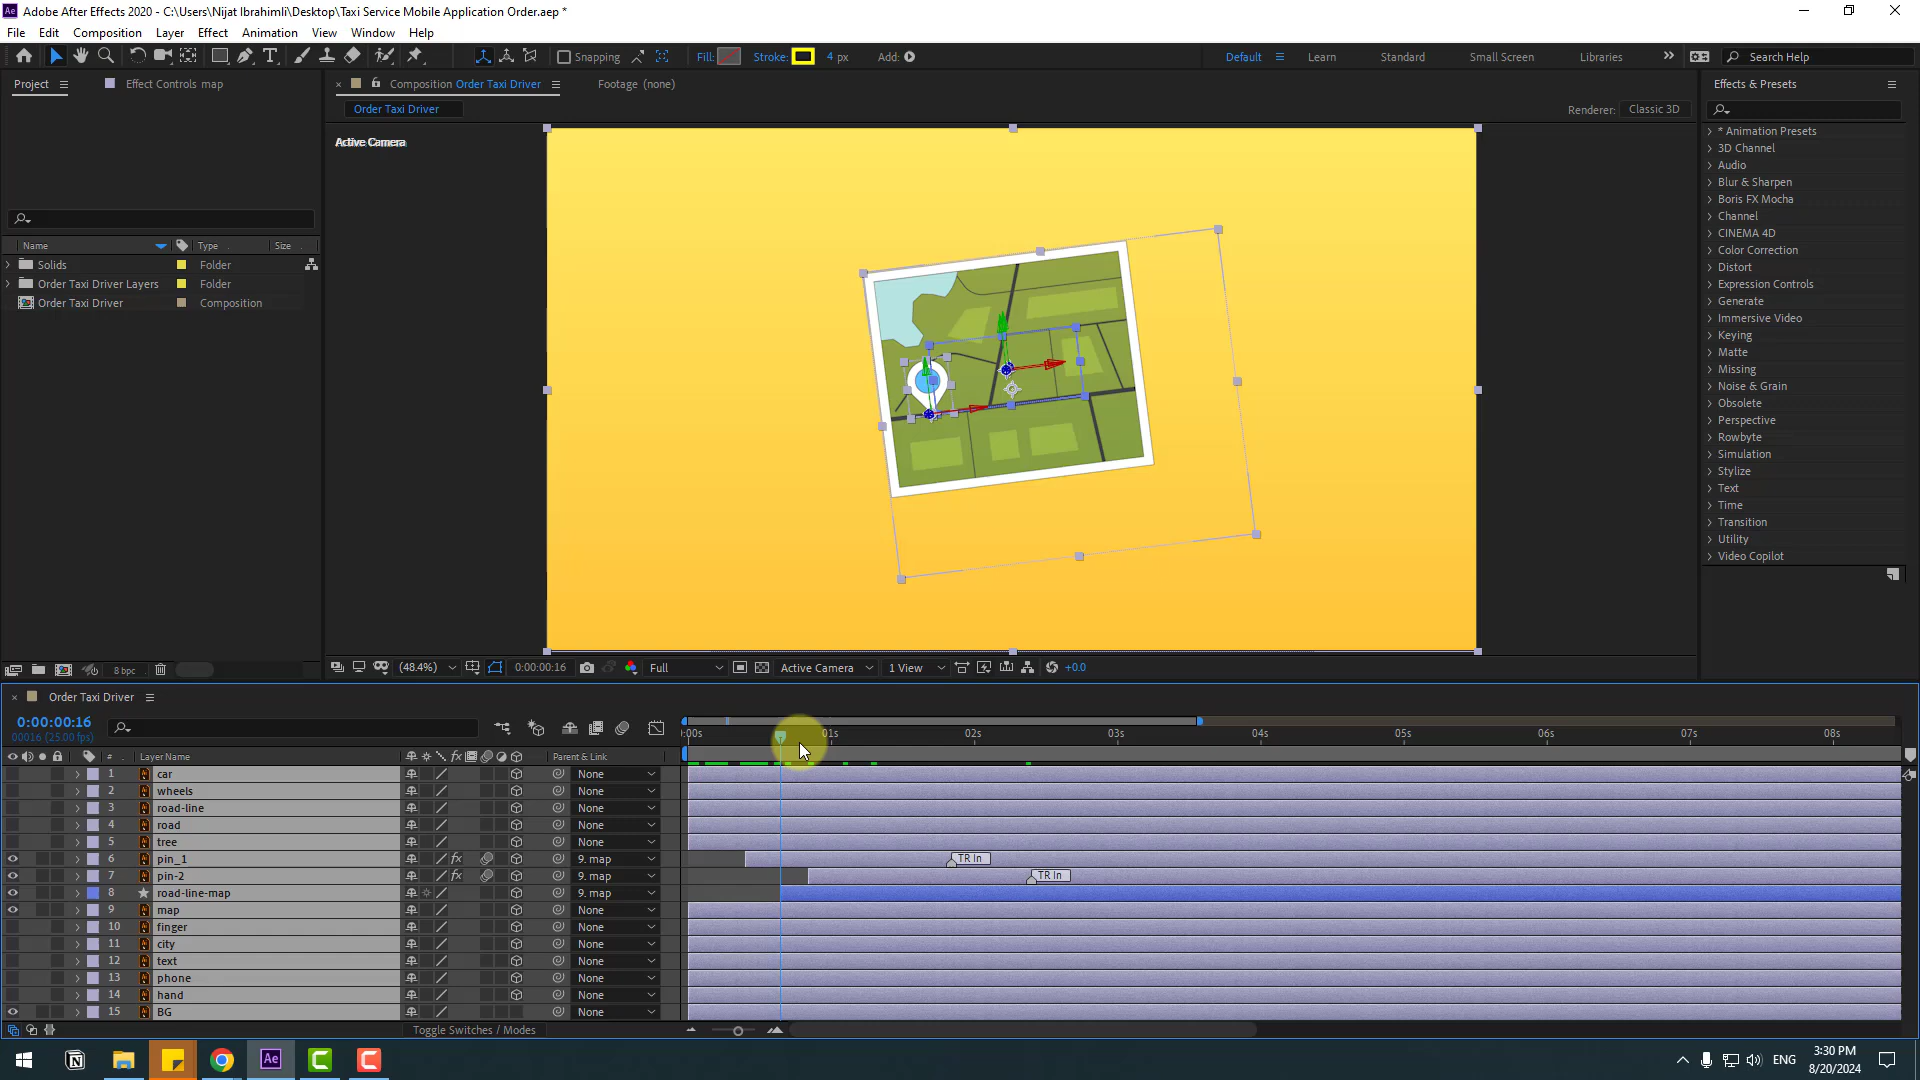 Adobe After Effects 2020 - C:\Users\Nijat Ibrahimli\Desktop\Taxi Service Mobile Application Order.aep *
File Edit Composition Layer Effect Animation View Window Help
Snapping Fill: Stroke: 4 px Add: Default Learn Standard Small Screen Libraries Search Help
Project Effect Controls map Composition Order Taxi Driver Footage (none) Effects & Presets
Order Taxi Driver Renderer: Classic 3D
Active Camera
Name Type Size
Solids Folder
Order Taxi Driver Layers Folder
Order Taxi Driver Composition
* Animation Presets
3D Channel
Audio
Blur & Sharpen
Boris FX Mocha
Channel
CINEMA 4D
Color Correction
Distort
Expression Controls
Generate
Immersive Video
Keying
Matte
Missing
Noise & Grain
Obsolete
Perspective
Rowbyte
Simulation
Stylize
Text
Time
Transition
Utility
Video Copilot
8 bpc (48.4%) 0:00:00:16 Full Active Camera 1 View +0.0
Order Taxi Driver
0:00:00:16
00016 (25.00 fps)
:00s 01s 02s 03s 04s 05s 06s 07s 08s
# Layer Name Parent & Link
1 car None
2 wheels None
3 road-line None
4 road None
5 tree None
6 pin_1 9. map TR In
7 pin-2 9. map TR In
8 road-line-map 9. map
9 map None
10 finger None
11 city None
12 text None
13 phone None
14 hand None
15 BG None
Toggle Switches / Modes
ENG 3:30 PM
8/20/2024